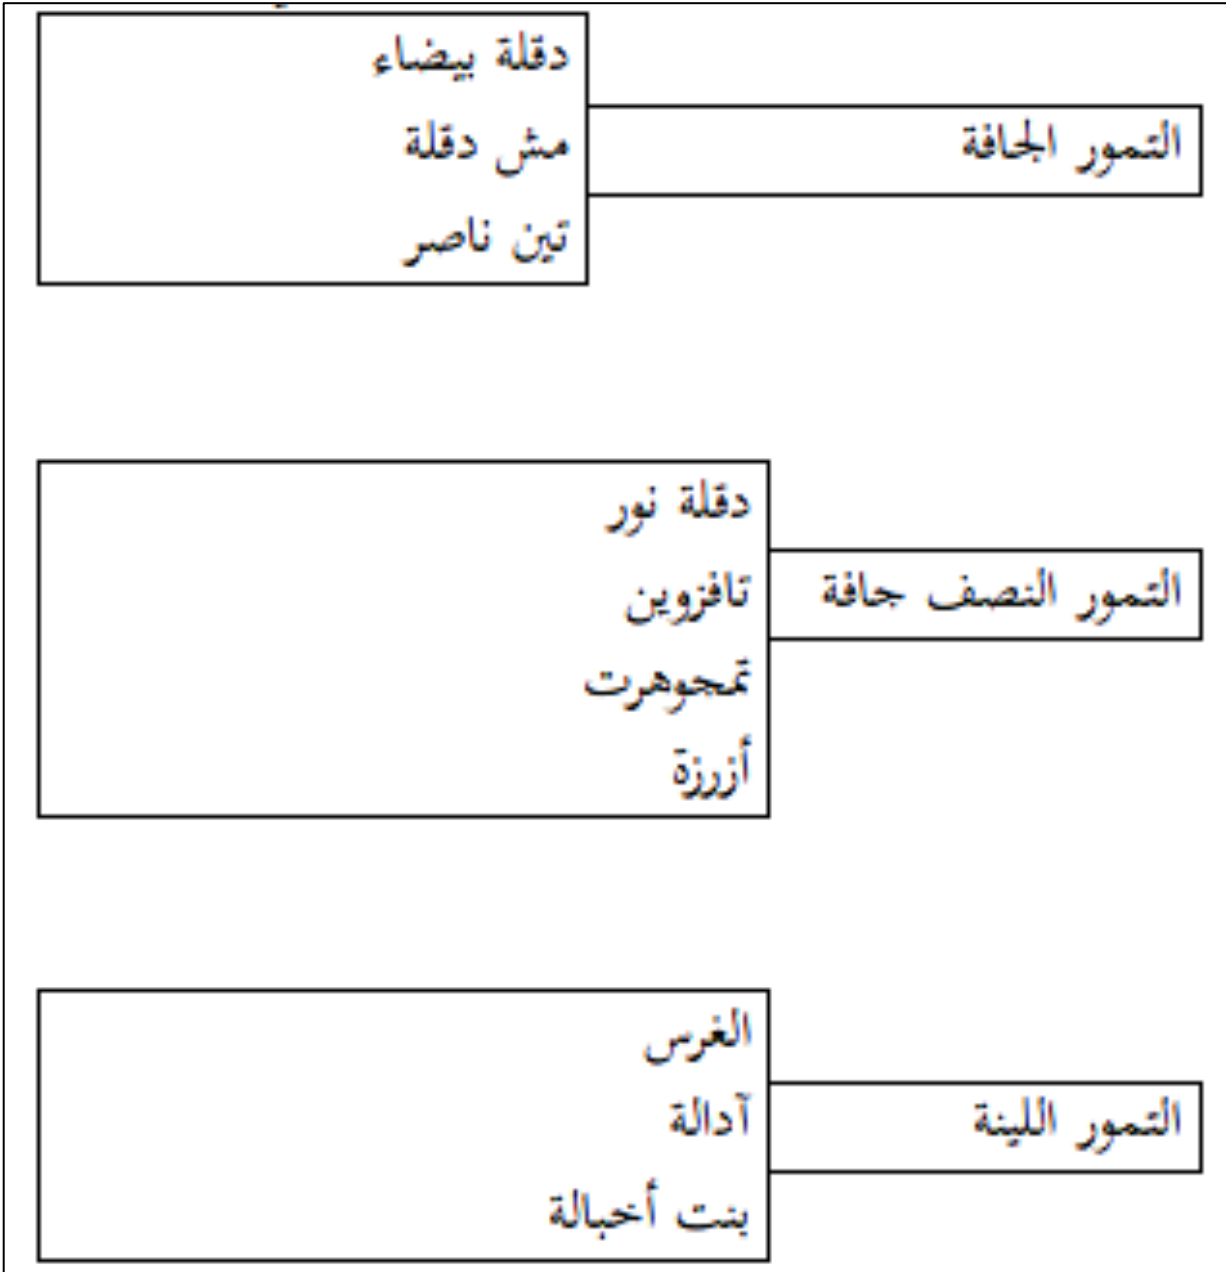 دقلة بيضاء
التمور الجافة
مش دقلة
تين ناصر
دقلة نور
التمور النصف جافة
تافزوين
تمجوهرت
أزرزة
الغرس
التمور اللينة
آدالة
بنت أخبالة